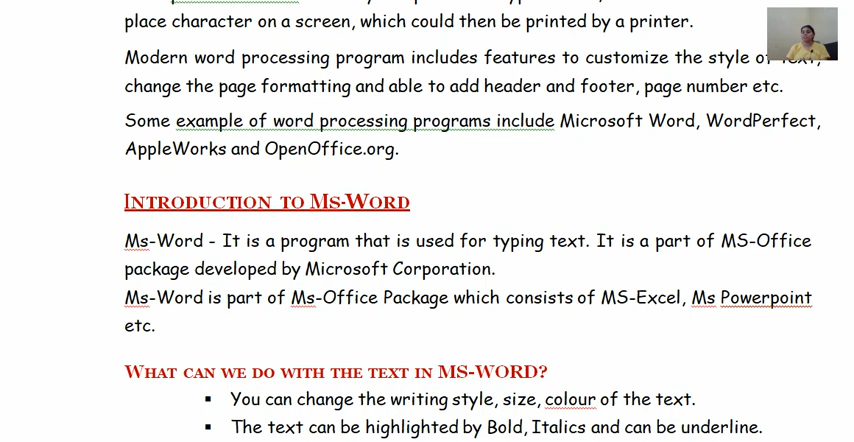 place character on a screen, which could then be printed by a printer.
Modern word processing program includes features to customize the style of text,
change the page formatting and able to add header and footer, page number etc.
Some example of word processing programs include Microsoft Word, WordPerfect,
AppleWorks and OpenOffice.org.
INTRODUCTION TO MS-WORD
Ms-Word - It is a program that is used for typing text. It is a part of MS-Office
package developed by Microsoft Corporation.
Ms-Word is part of Ms-Office Package which consists of MS-Excel, Ms Powerpoint
etc.
WHAT CAN WE DO WITH THE TEXT IN MS-WORD?
▪ You can change the writing style, size, colour of the text.
▪ The text can be highlighted by Bold, Italics and can be underline.